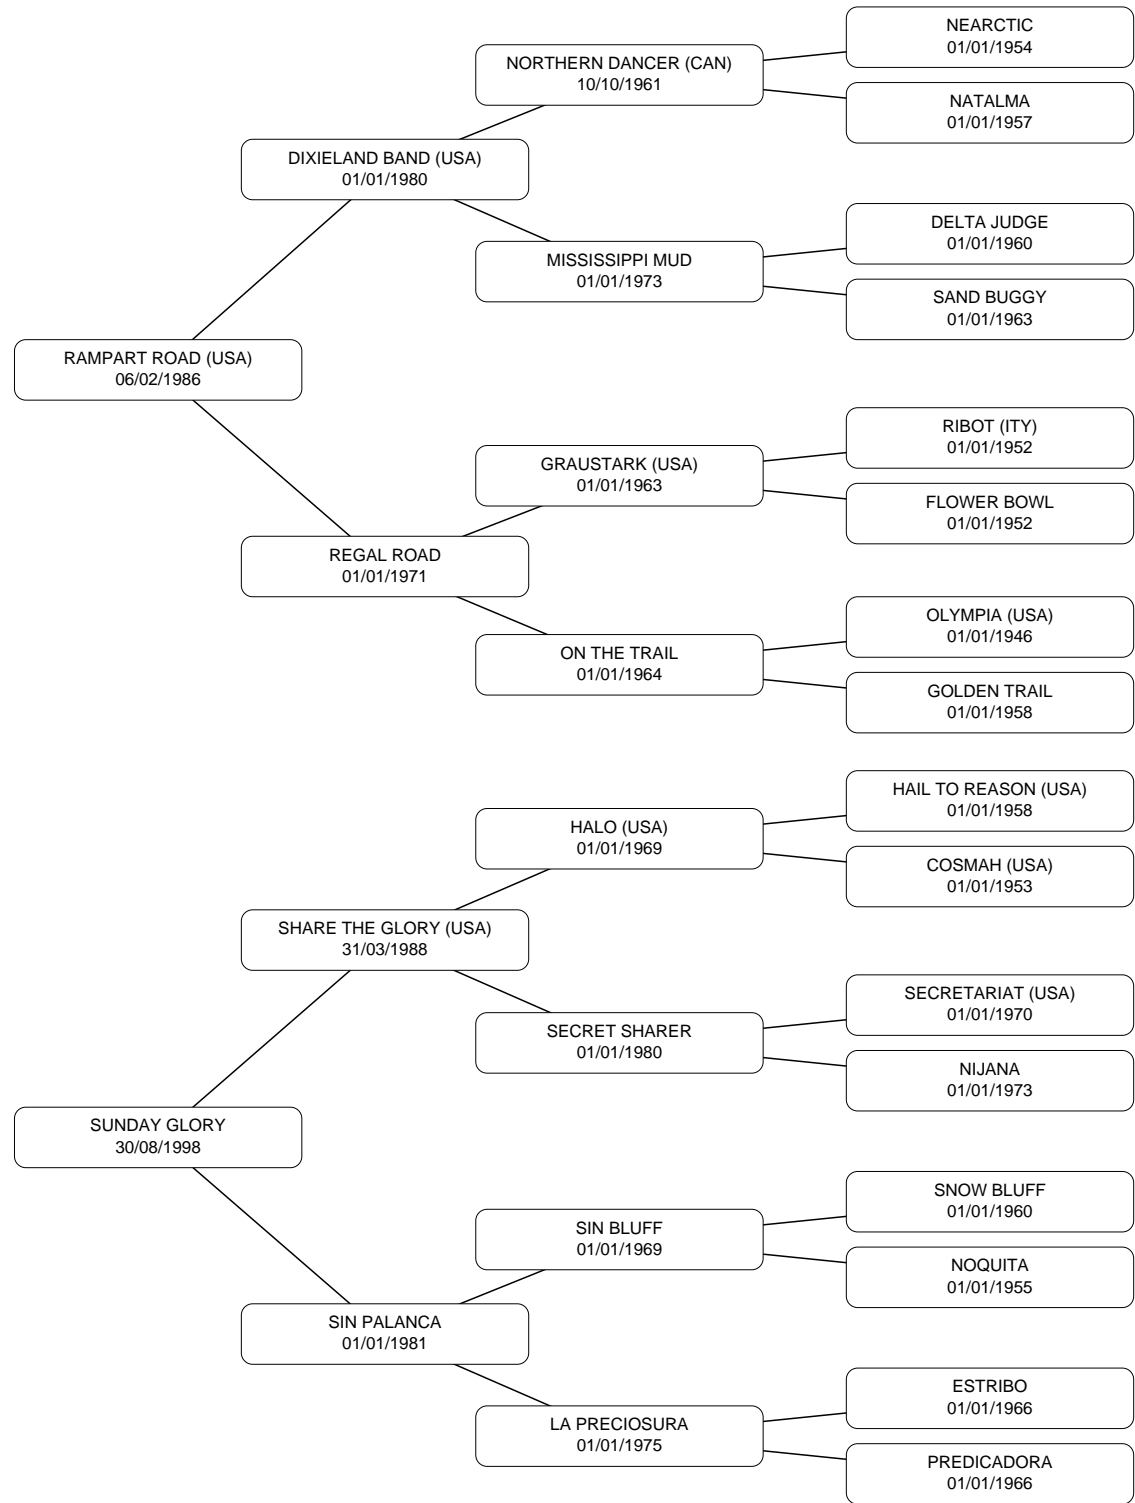 NEARCTIC
01/01/1954
NORTHERN DANCER (CAN)
10/10/1961
NATALMA
01/01/1957
DIXIELAND BAND (USA)
01/01/1980
DELTA JUDGE
01/01/1960
MISSISSIPPI MUD
01/01/1973
SAND BUGGY
01/01/1963
RAMPART ROAD (USA)
06/02/1986
RIBOT (ITY)
01/01/1952
GRAUSTARK (USA)
01/01/1963
FLOWER BOWL
01/01/1952
REGAL ROAD
01/01/1971
OLYMPIA (USA)
01/01/1946
ON THE TRAIL
01/01/1964
GOLDEN TRAIL
01/01/1958
HAIL TO REASON (USA)
01/01/1958
HALO (USA)
01/01/1969
COSMAH (USA)
01/01/1953
SHARE THE GLORY (USA)
31/03/1988
SECRETARIAT (USA)
01/01/1970
SECRET SHARER
01/01/1980
NIJANA
01/01/1973
SUNDAY GLORY
30/08/1998
SNOW BLUFF
01/01/1960
SIN BLUFF
01/01/1969
NOQUITA
01/01/1955
SIN PALANCA
01/01/1981
ESTRIBO
01/01/1966
LA PRECIOSURA
01/01/1975
PREDICADORA
01/01/1966